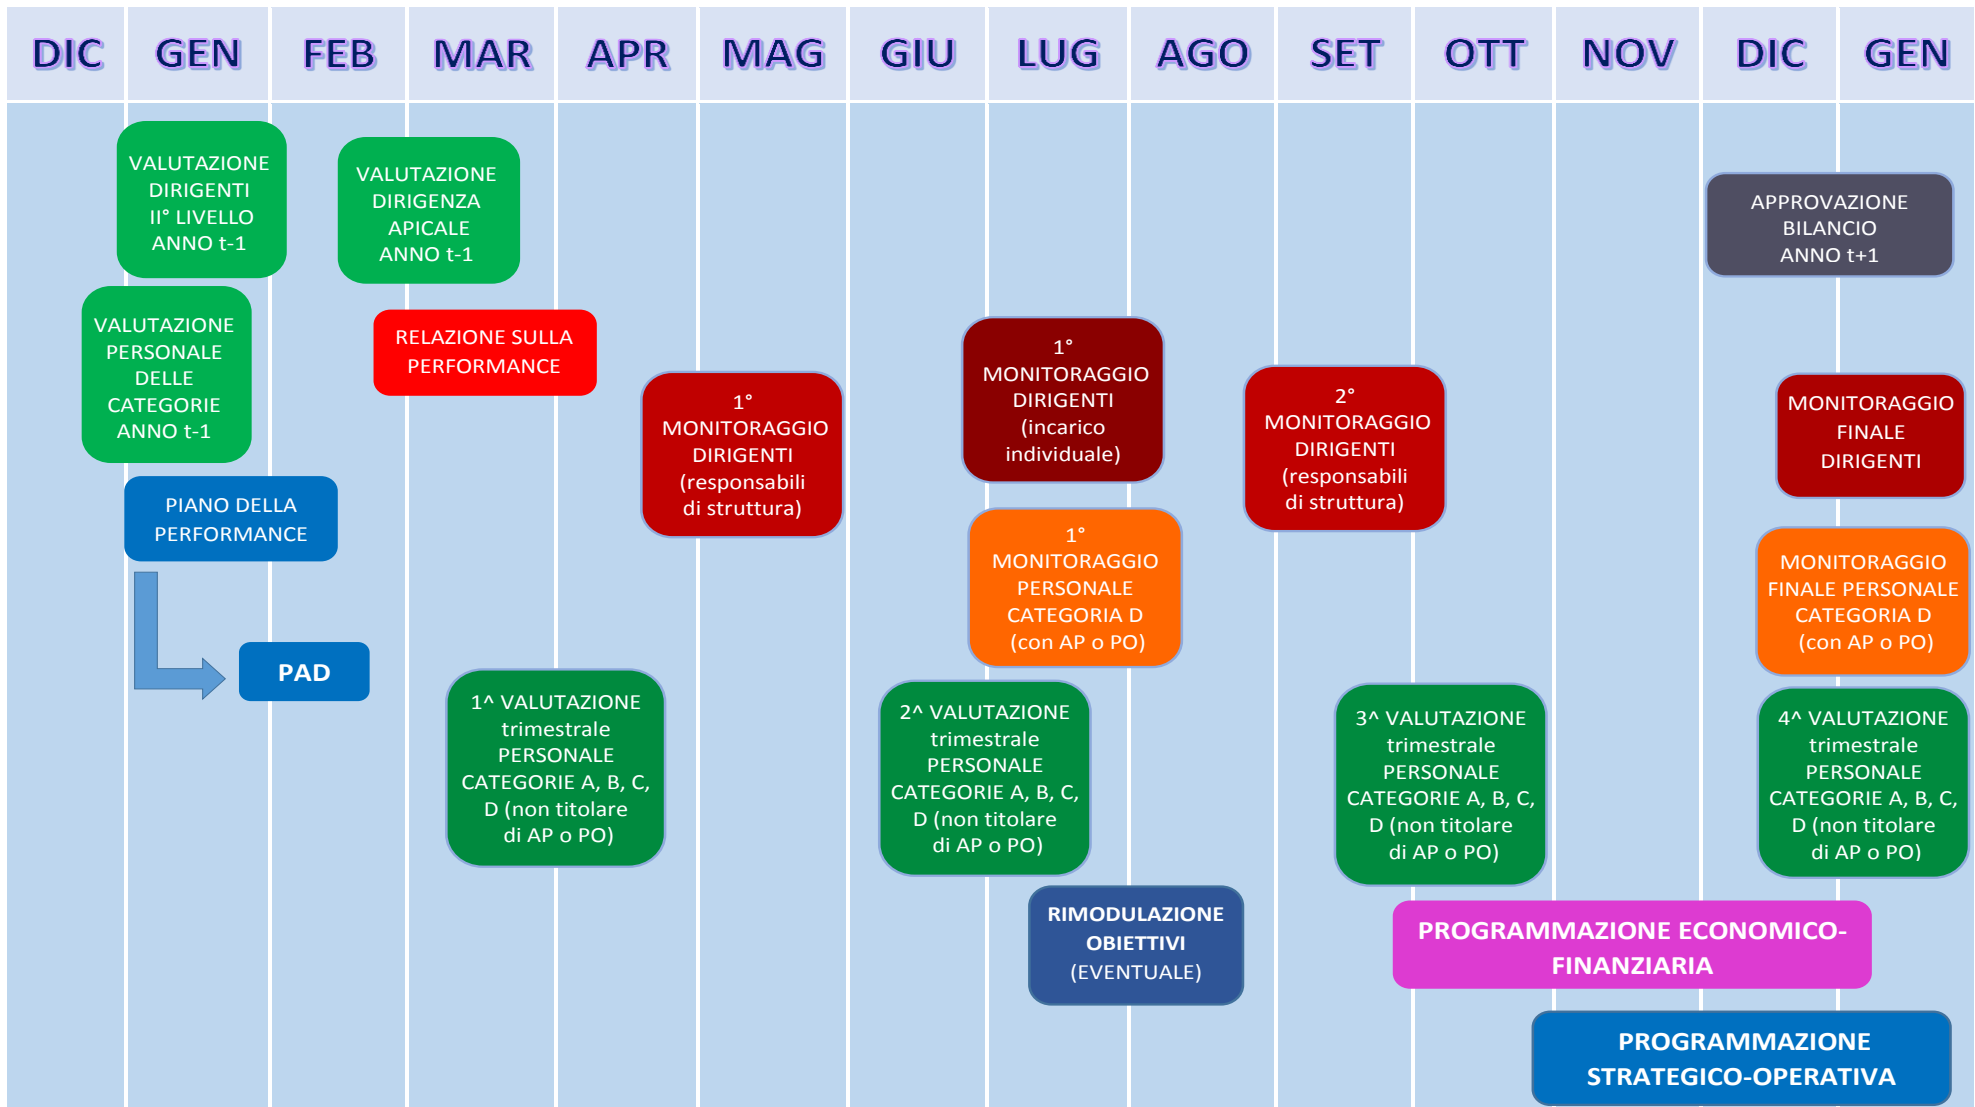 DIC GEN FEB MAR APR MAG GIU LUG AGO SET OTT NOV DIC GEN
VALUTAZIONE
DIRIGENTI
II° LIVELLO
ANNO t-1
VALUTAZIONE
DIRIGENZA
APICALE
ANNO t-1
APPROVAZIONE
BILANCIO
ANNO t+1
VALUTAZIONE
PERSONALE
DELLE
CATEGORIE
ANNO t-1
RELAZIONE SULLA
PERFORMANCE
1°
MONITORAGGIO
DIRIGENTI
(responsabili
di struttura)
1°
MONITORAGGIO
DIRIGENTI
(incarico
individuale)
2°
MONITORAGGIO
DIRIGENTI
(responsabili
di struttura)
MONITORAGGIO
FINALE
DIRIGENTI
PIANO DELLA
PERFORMANCE
1°
MONITORAGGIO
PERSONALE
CATEGORIA D
(con AP o PO)
MONITORAGGIO
FINALE PERSONALE
CATEGORIA D
(con AP o PO)
PAD
1^ VALUTAZIONE
trimestrale
PERSONALE
CATEGORIE A, B, C,
D (non titolare
di AP o PO)
2^ VALUTAZIONE
trimestrale
PERSONALE
CATEGORIE A, B, C,
D (non titolare
di AP o PO)
3^ VALUTAZIONE
trimestrale
PERSONALE
CATEGORIE A, B, C,
D (non titolare
di AP o PO)
4^ VALUTAZIONE
trimestrale
PERSONALE
CATEGORIE A, B, C,
D (non titolare
di AP o PO)
RIMODULAZIONE
OBIETTIVI
(EVENTUALE)
PROGRAMMAZIONE ECONOMICO-
FINANZIARIA
PROGRAMMAZIONE
STRATEGICO-OPERATIVA